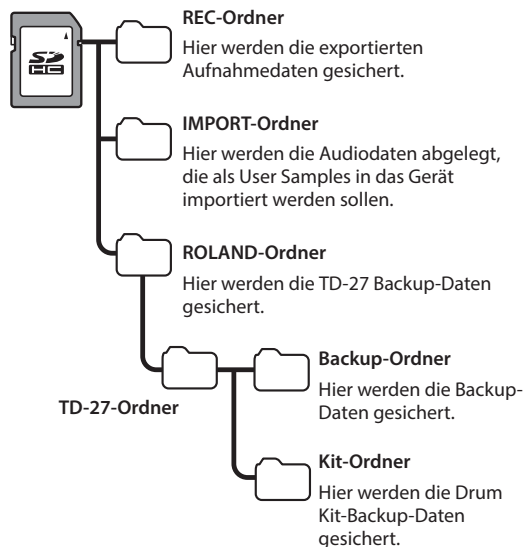 SD
HC
REC-Ordner
Hier werden die exportierten
Aufnahmedaten gesichert.
IMPORT-Ordner
Hier werden die Audiodaten abgelegt,
die als User Samples in das Gerät
importiert werden sollen.
ROLAND-Ordner
Hier werden die TD-27 Backup-Daten
gesichert.
TD-27-Ordner
Backup-Ordner
Hier werden die Backup-
Daten gesichert.
Kit-Ordner
Hier werden die Drum
Kit-Backup-Daten
gesichert.